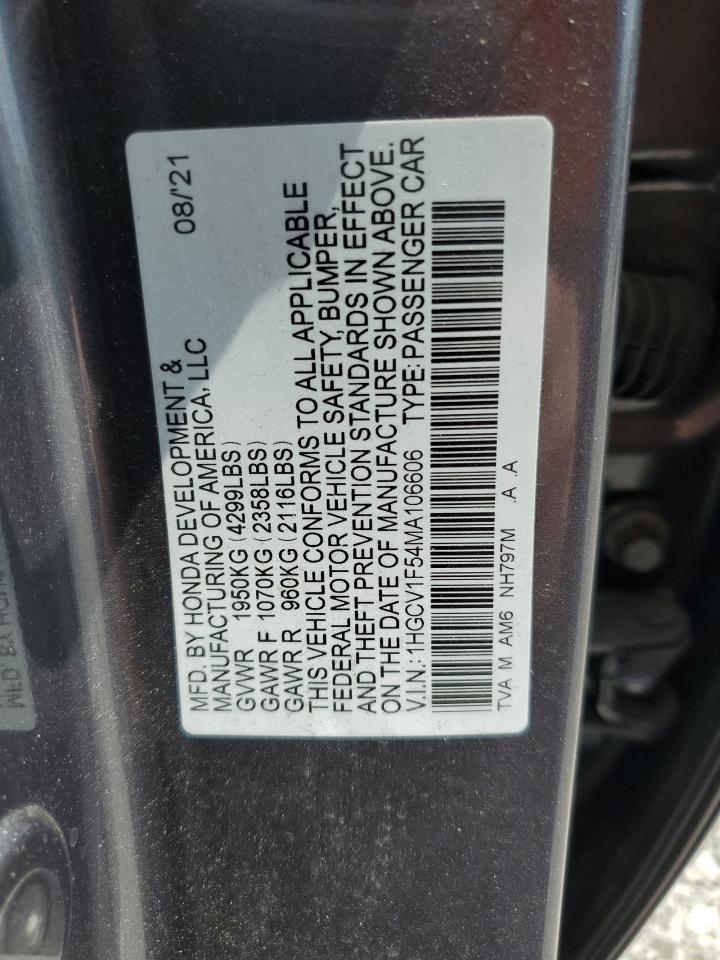 MFD. BY HONDA DEVELOPMENT & 08/'21
MANUFACTURING OF AMERICA, LLC
GVWR 1950KG (4299LBS)
GAWR F 1070KG (2358LBS)
GAWR R 960KG (2116LBS)
THIS VEHICLE CONFORMS TO ALL APPLICABLE
FEDERAL MOTOR VEHICLE SAFETY, BUMPER,
AND THEFT PREVENTION STANDARDS IN EFFECT
ON THE DATE OF MANUFACTURE SHOWN ABOVE.
V.I.N.: 1HGCV1F54MA106606 TYPE: PASSENGER CAR
TVA M AM6 NH797M .A .A